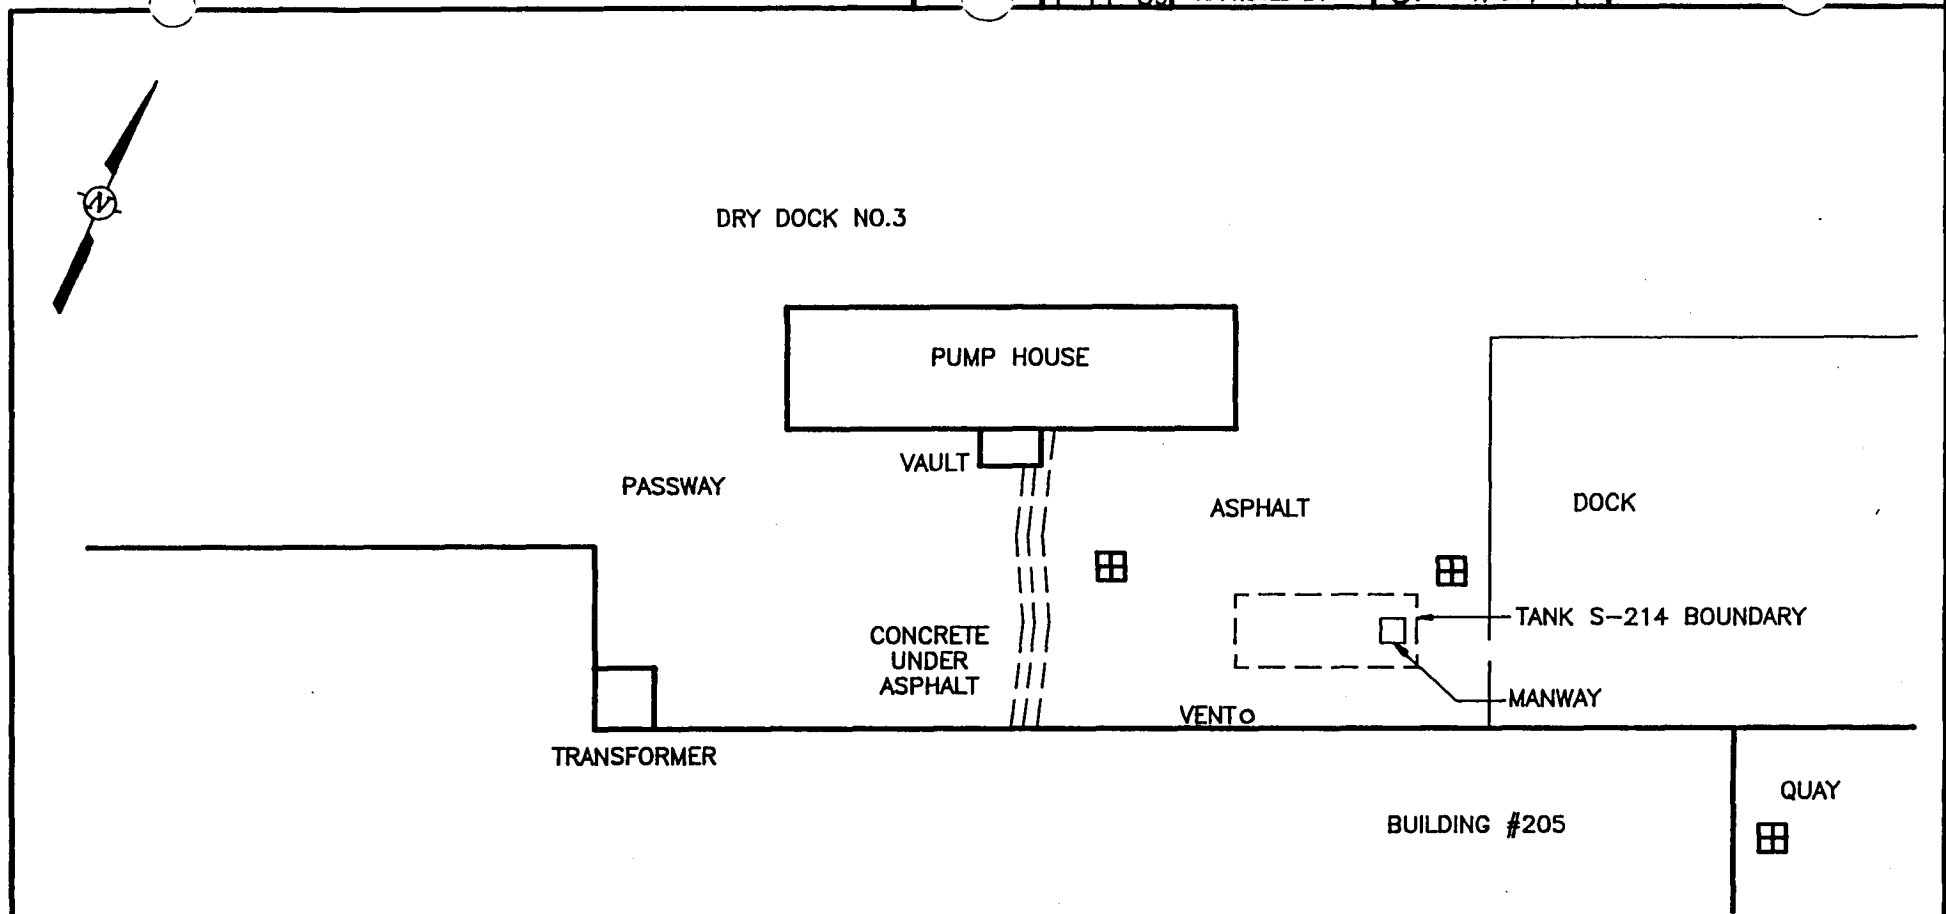 N
DRY DOCK NO.3
PUMP HOUSE
VAULT
PASSWAY
ASPHALT
DOCK
TANK S-214 BOUNDARY
CONCRETE
UNDER
ASPHALT
MANWAY
VENT
TRANSFORMER
QUAY
BUILDING #205